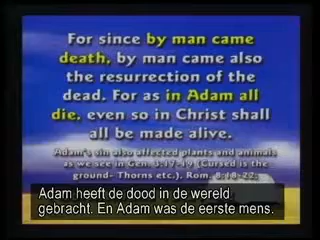 For since by man came
death, by man came also
the resurrection of the
dead. For as in Adam all
die, even so in Christ shall
all be made alive.
Adam's sin also affected plants and animals
as we see in Gen. 3:17-19 (Cursed is the
ground- Thorns etc.), Rom. 8:18-22.
Adam heeft de dood in de wereld
gebracht. En Adam was de eerste mens.